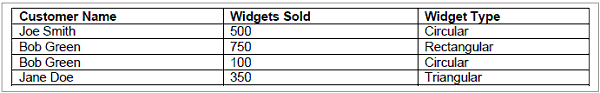 Customer Name Widgets Sold Widget Type
Joe Smith 500 Circular
Bob Green 750 Rectangular
Bob Green 100 Circular
Jane Doe 350 Triangular